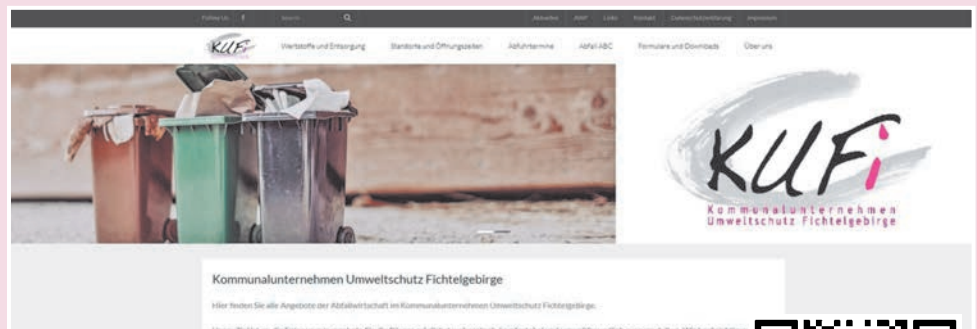 Follow Us f Search Aktuelles AWP Links Kontakt Datenschutzerklärung Impressum
KUFi Wertstoffe und Entsorgung Standorte und Öffnungszeiten Abfuhrtermine Abfall ABC Formulare und Downloads Über uns
KUFi
Kommunalunternehmen
Umweltschutz Fichtelgebirge
Kommunalunternehmen Umweltschutz Fichtelgebirge
Hier finden Sie alle Angebote der Abfallwirtschaft im Kommunalunternehmen Umweltschutz Fichtelgebirge.